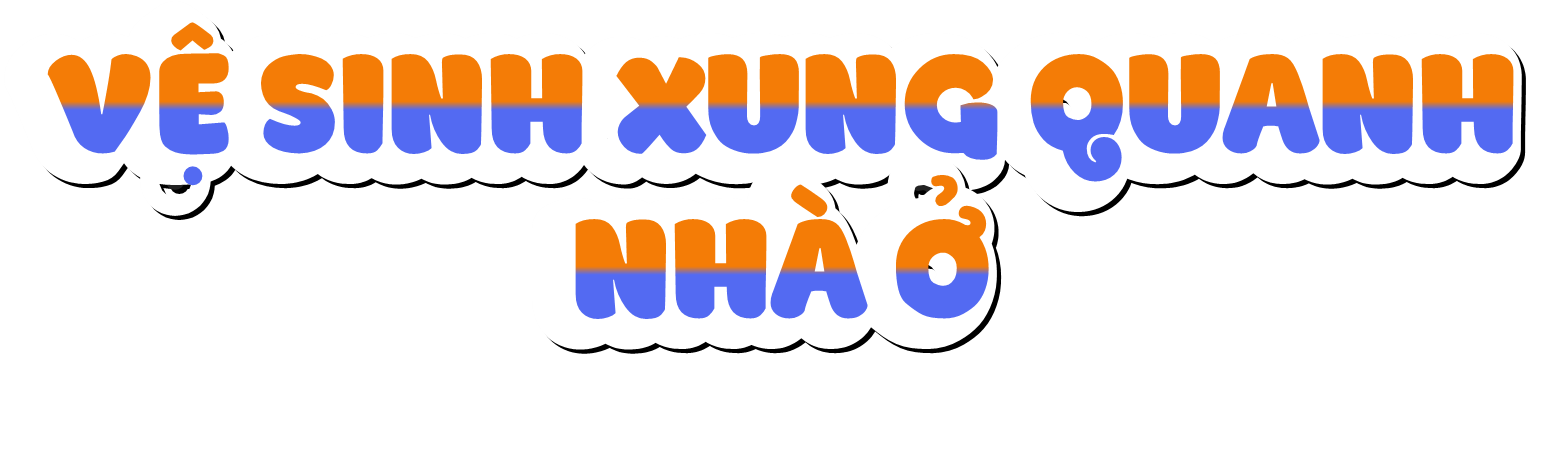 VỆ SINH XUNG QUANH
NHÀ Ở